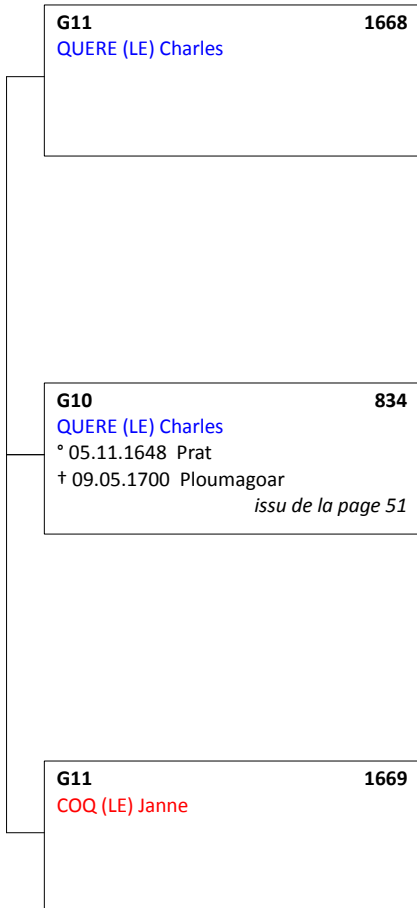 G11 1668
QUERE (LE) Charles
G10 834
QUERE (LE) Charles
° 05.11.1648 Prat
† 09.05.1700 Ploumagoar
issu de la page 51
G11 1669
COQ (LE) Janne